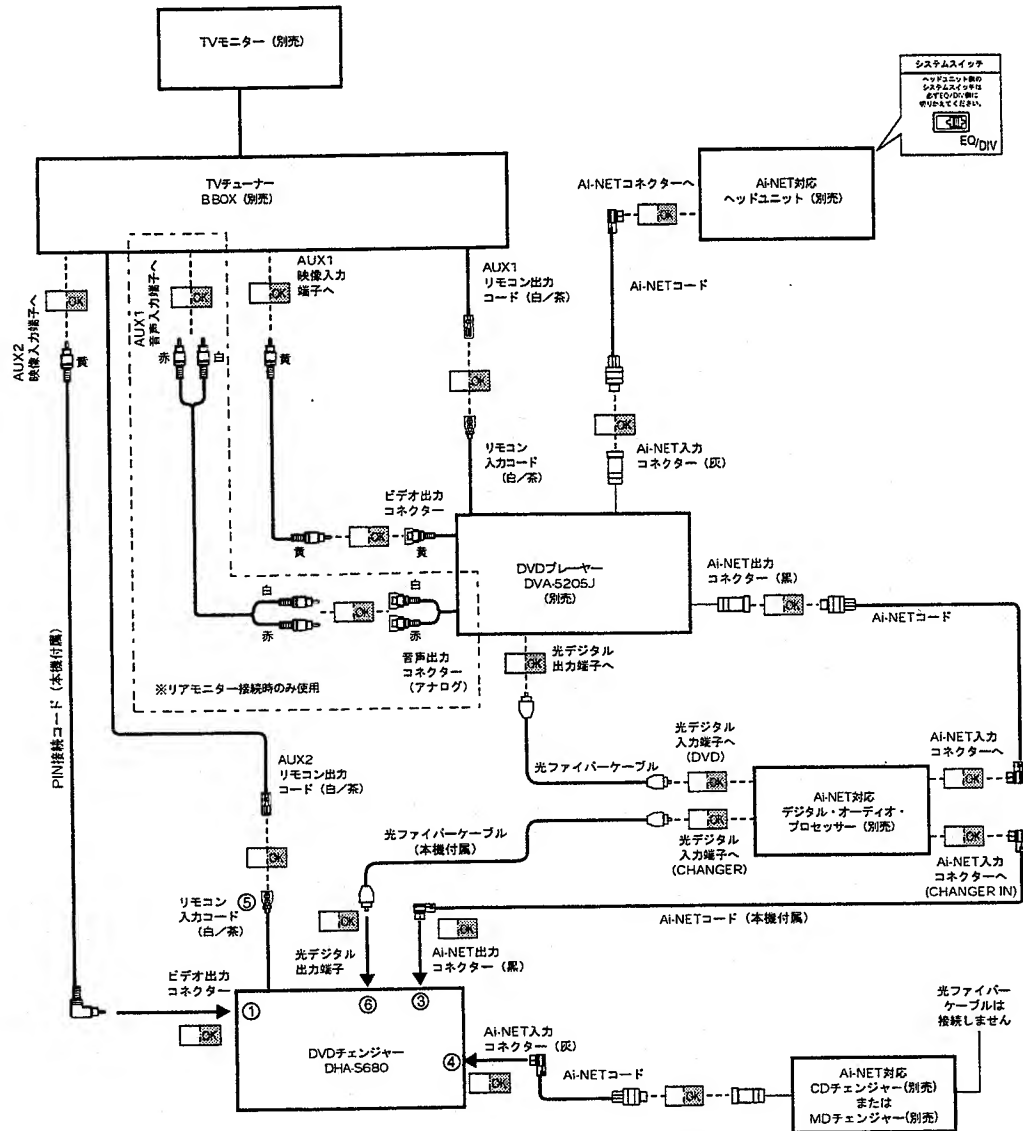 TVモニター（別売）
システムスイッチ
ヘッドユニット側の
システムスイッチは
必ずEQ/DIV側に
切りかえてください。
EQ/DIV
TVチューナー
BBOX（別売）
Ai-NETコネクターへ
OK
Ai-NET対応
ヘッドユニット（別売）
AUX2
映像入力端子へ
OK
黄
AUX1
音声入力端子へ
OK
赤
白
AUX1
映像入力
端子へ
OK
黄
AUX1
リモコン出力
コード（白／茶）
OK
リモコン
入力コード
（白／茶）
Ai-NETコード
OK
Ai-NET入力
コネクター（灰）
ビデオ出力
コネクター
黄
OK
黄
DVDプレーヤー
DVA-5205J
（別売）
Ai-NET出力
コネクター（黒）
OK
Ai-NETコード
白
赤
OK
白
赤
音声出力
コネクター
（アナログ）
※リアモニター接続時のみ使用
OK
光デジタル
出力端子へ
PIN接続コード（本機付属）
AUX2
リモコン出力
コード（白／茶）
OK
光ファイバーケーブル
光デジタル
入力端子へ
(DVD)
OK
Ai-NET対応
デジタル・オーディオ・
プロセッサー（別売）
Ai-NET入力
コネクターへ
OK
光ファイバーケーブル
（本機付属）
OK
光デジタル
入力端子へ
(CHANGER)
OK
Ai-NET入力
コネクターへ
(CHANGER IN)
リモコン ⑤
入力コード
（白／茶）
OK
光デジタル
出力端子
Ai-NETコード（本機付属）
OK
Ai-NET出力
コネクター（黒）
ビデオ出力
コネクター
OK
①
⑥
③
④
DVDチェンジャー
DHA-S680
Ai-NET入力
コネクター（灰）
OK
Ai-NETコード
OK
光ファイバー
ケーブルは
接続しません
Ai-NET対応
CDチェンジャー(別売)
または
MDチェンジャー(別売)